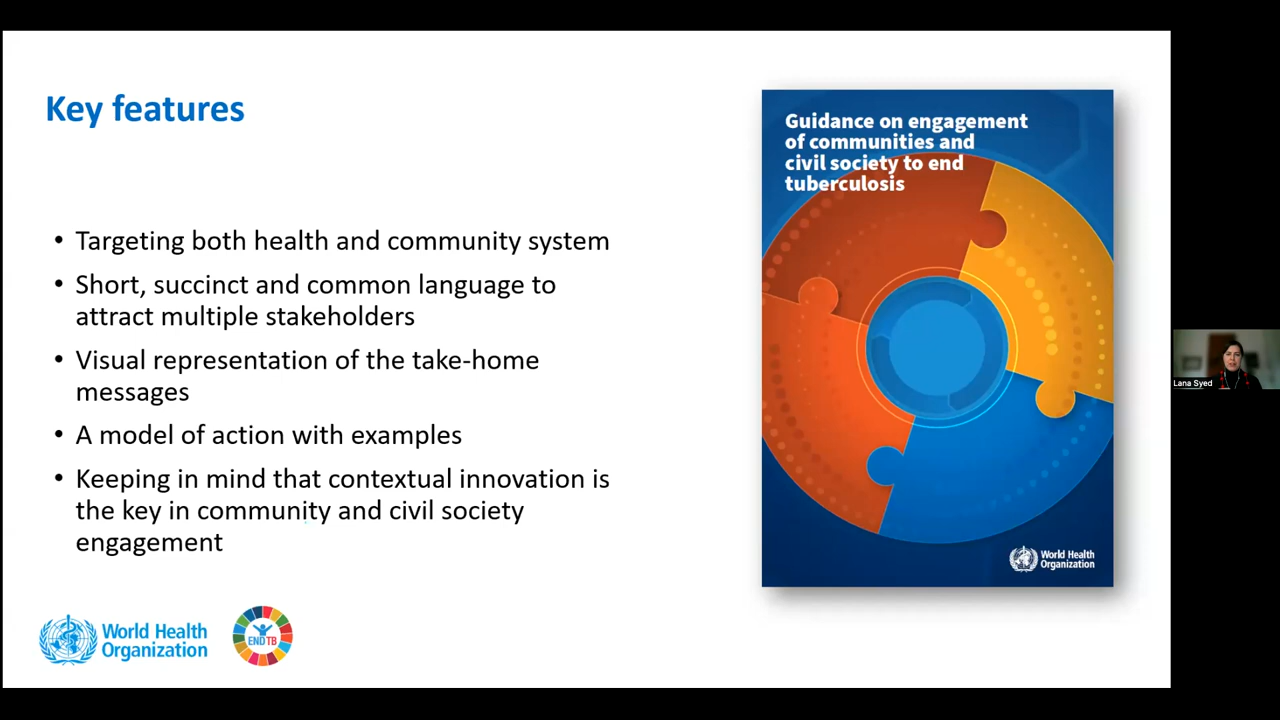 Key features
• Targeting both health and community system
• Short, succinct and common language to
attract multiple stakeholders
• Visual representation of the take-home
messages
• A model of action with examples
• Keeping in mind that contextual innovation is
the key in community and civil society
engagement
World Health
Organization
END TB
Guidance on engagement
of communities and
civil society to end
tuberculosis
World Health
Organization
Lana Syed